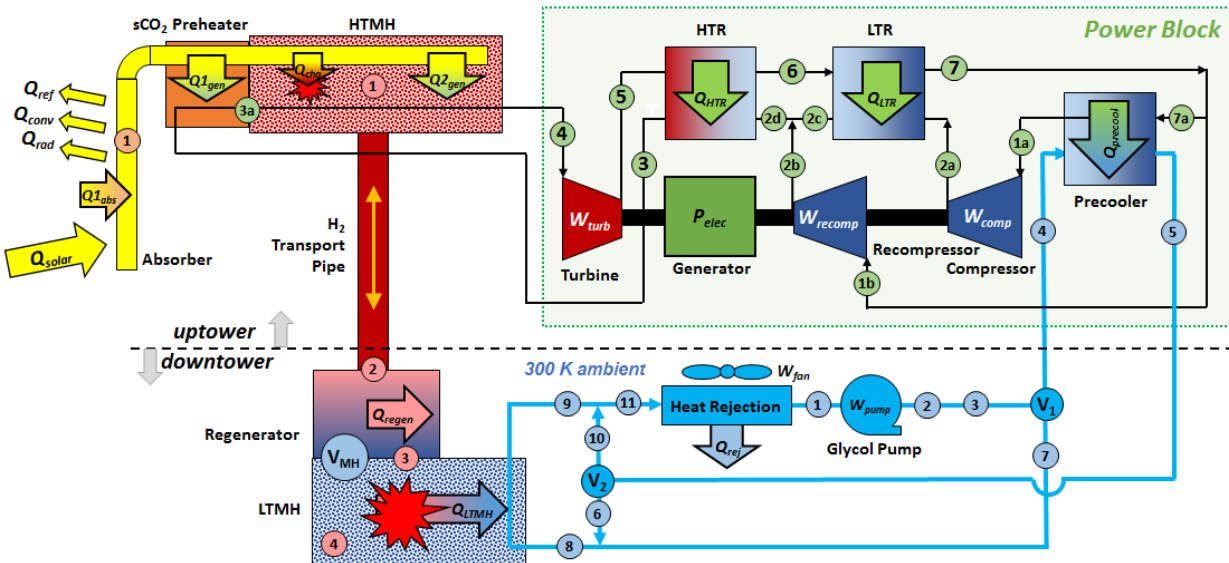 sCO2 Preheater
HTMH
HTR
LTR
Power Block
Qref
Qconv
Qrad
Q1gen
Qchg
Q2gen
1
3a
1
5
QHTR
6
QLTR
7
Qprecool
7a
1a
4
3
2d
2c
2b
2a
Precooler
Q1abs
Qsolar
Absorber
H2
Transport
Pipe
Wturb
Pelec
Wrecomp
Wcomp
Turbine
Generator
Recompressor
Compressor
1b
4
5
uptower
downtower
300 K ambient
Wfan
2
Qregen
Regenerator
VMH
3
9
11
Heat Rejection
1
Wpump
2
3
V1
10
Qrej
Glycol Pump
7
V2
6
LTMH
QLTMH
4
8